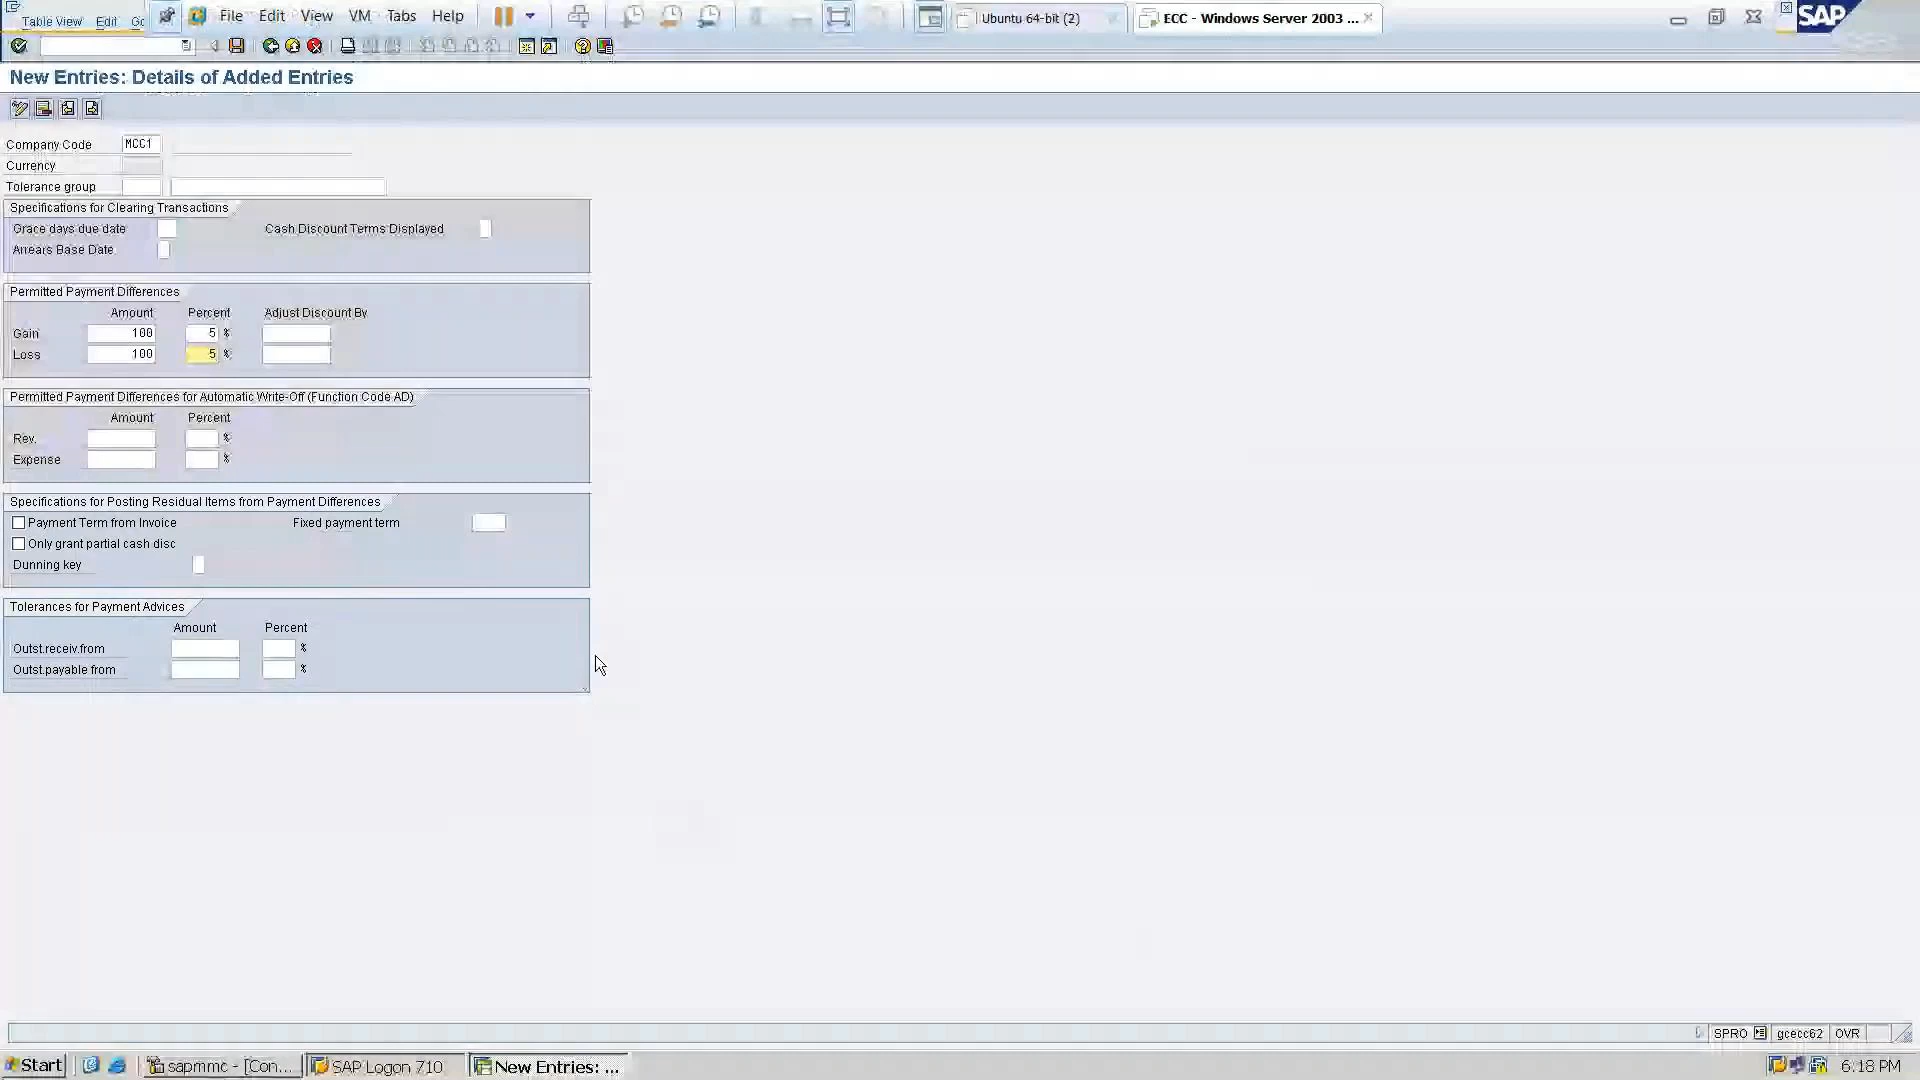 Table View Edit Go File Edit View VM Tabs Help Ubuntu 64-bit (2) ECC - Windows Server 2003 ... SAP
New Entries: Details of Added Entries
Company Code MCC1
Currency
Tolerance group
Specifications for Clearing Transactions
Grace days due date Cash Discount Terms Displayed
Arrears Base Date
Permitted Payment Differences
Amount Percent Adjust Discount By
Gain 100 5 %
Loss 100 5 %
Permitted Payment Differences for Automatic Write-Off (Function Code AD)
Amount Percent
Rev. %
Expense %
Specifications for Posting Residual Items from Payment Differences
Payment Term from Invoice Fixed payment term
Only grant partial cash disc
Dunning key
Tolerances for Payment Advices
Amount Percent
Outst.receiv.from %
Outst.payable from %
SPRO gcecc62 OVR
Start sapmmc - [Con... SAP Logon 710 New Entries: ... 6:18 PM